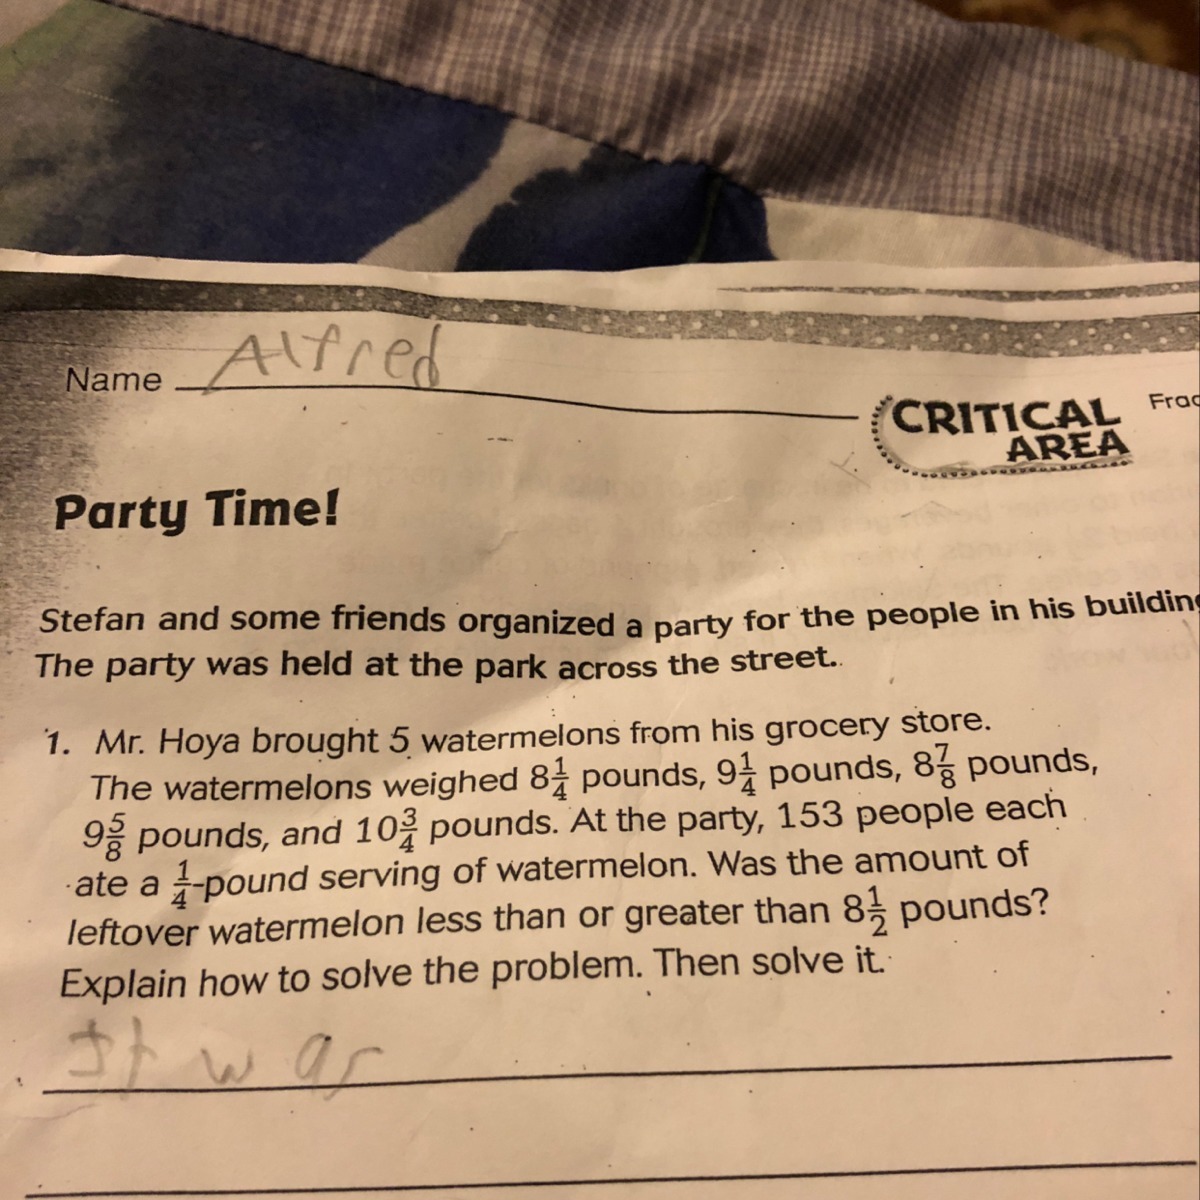 Name Alfred
CRITICAL AREA
Party Time!
Stefan and some friends organized a party for the people in his building
The party was held at the park across the street.
1. Mr. Hoya brought 5 watermelons from his grocery store.
The watermelons weighed 8 1/4 pounds, 9 1/4 pounds, 8 7/8 pounds,
9 5/8 pounds, and 10 3/4 pounds. At the party, 153 people each
ate a 1/4-pound serving of watermelon. Was the amount of
leftover watermelon less than or greater than 8 1/2 pounds?
Explain how to solve the problem. Then solve it.